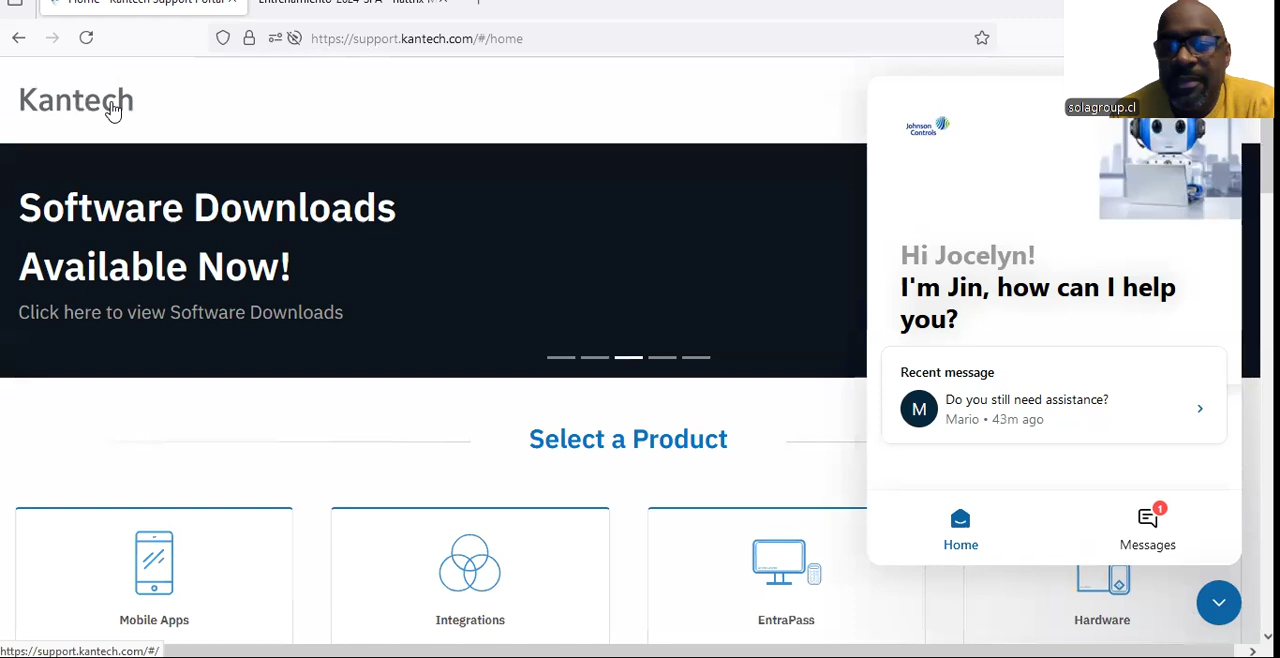 Home - Kantech Support Portal
Entrenamiento-2024-SPA - Hattrix M
https://support.kantech.com/#/home
Kantech
solagroup.cl
Johnson
Controls
Software Downloads
Available Now!
Click here to view Software Downloads
Hi Jocelyn!
I'm Jin, how can I help
you?
Recent message
M
Do you still need assistance?
Mario • 43m ago
Select a Product
1
Home
Messages
Mobile Apps
Integrations
EntraPass
Hardware
https://support.kantech.com/#/